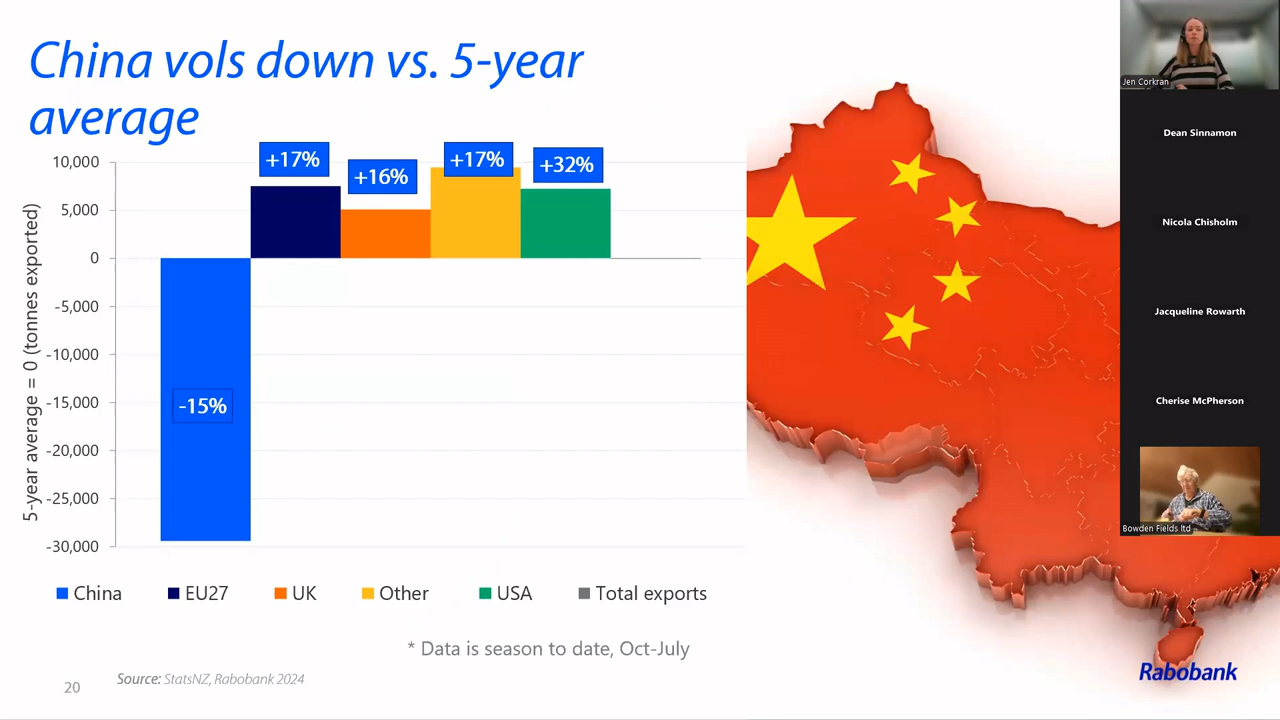 China vols down vs. 5-year
average
+17%
+16%
+17%
+32%
-15%
10,000
5,000
0
-5,000
-10,000
-15,000
-20,000
-25,000
-30,000
5-year average = 0 (tonnes exported)
China
EU27
UK
Other
USA
Total exports
* Data is season to date, Oct-July
Source: StatsNZ, Rabobank 2024
20
Rabobank
Jen Corkran
Dean Sinnamon
Nicola Chisholm
Jacqueline Rowarth
Cherise McPherson
Bowden Fields ltd